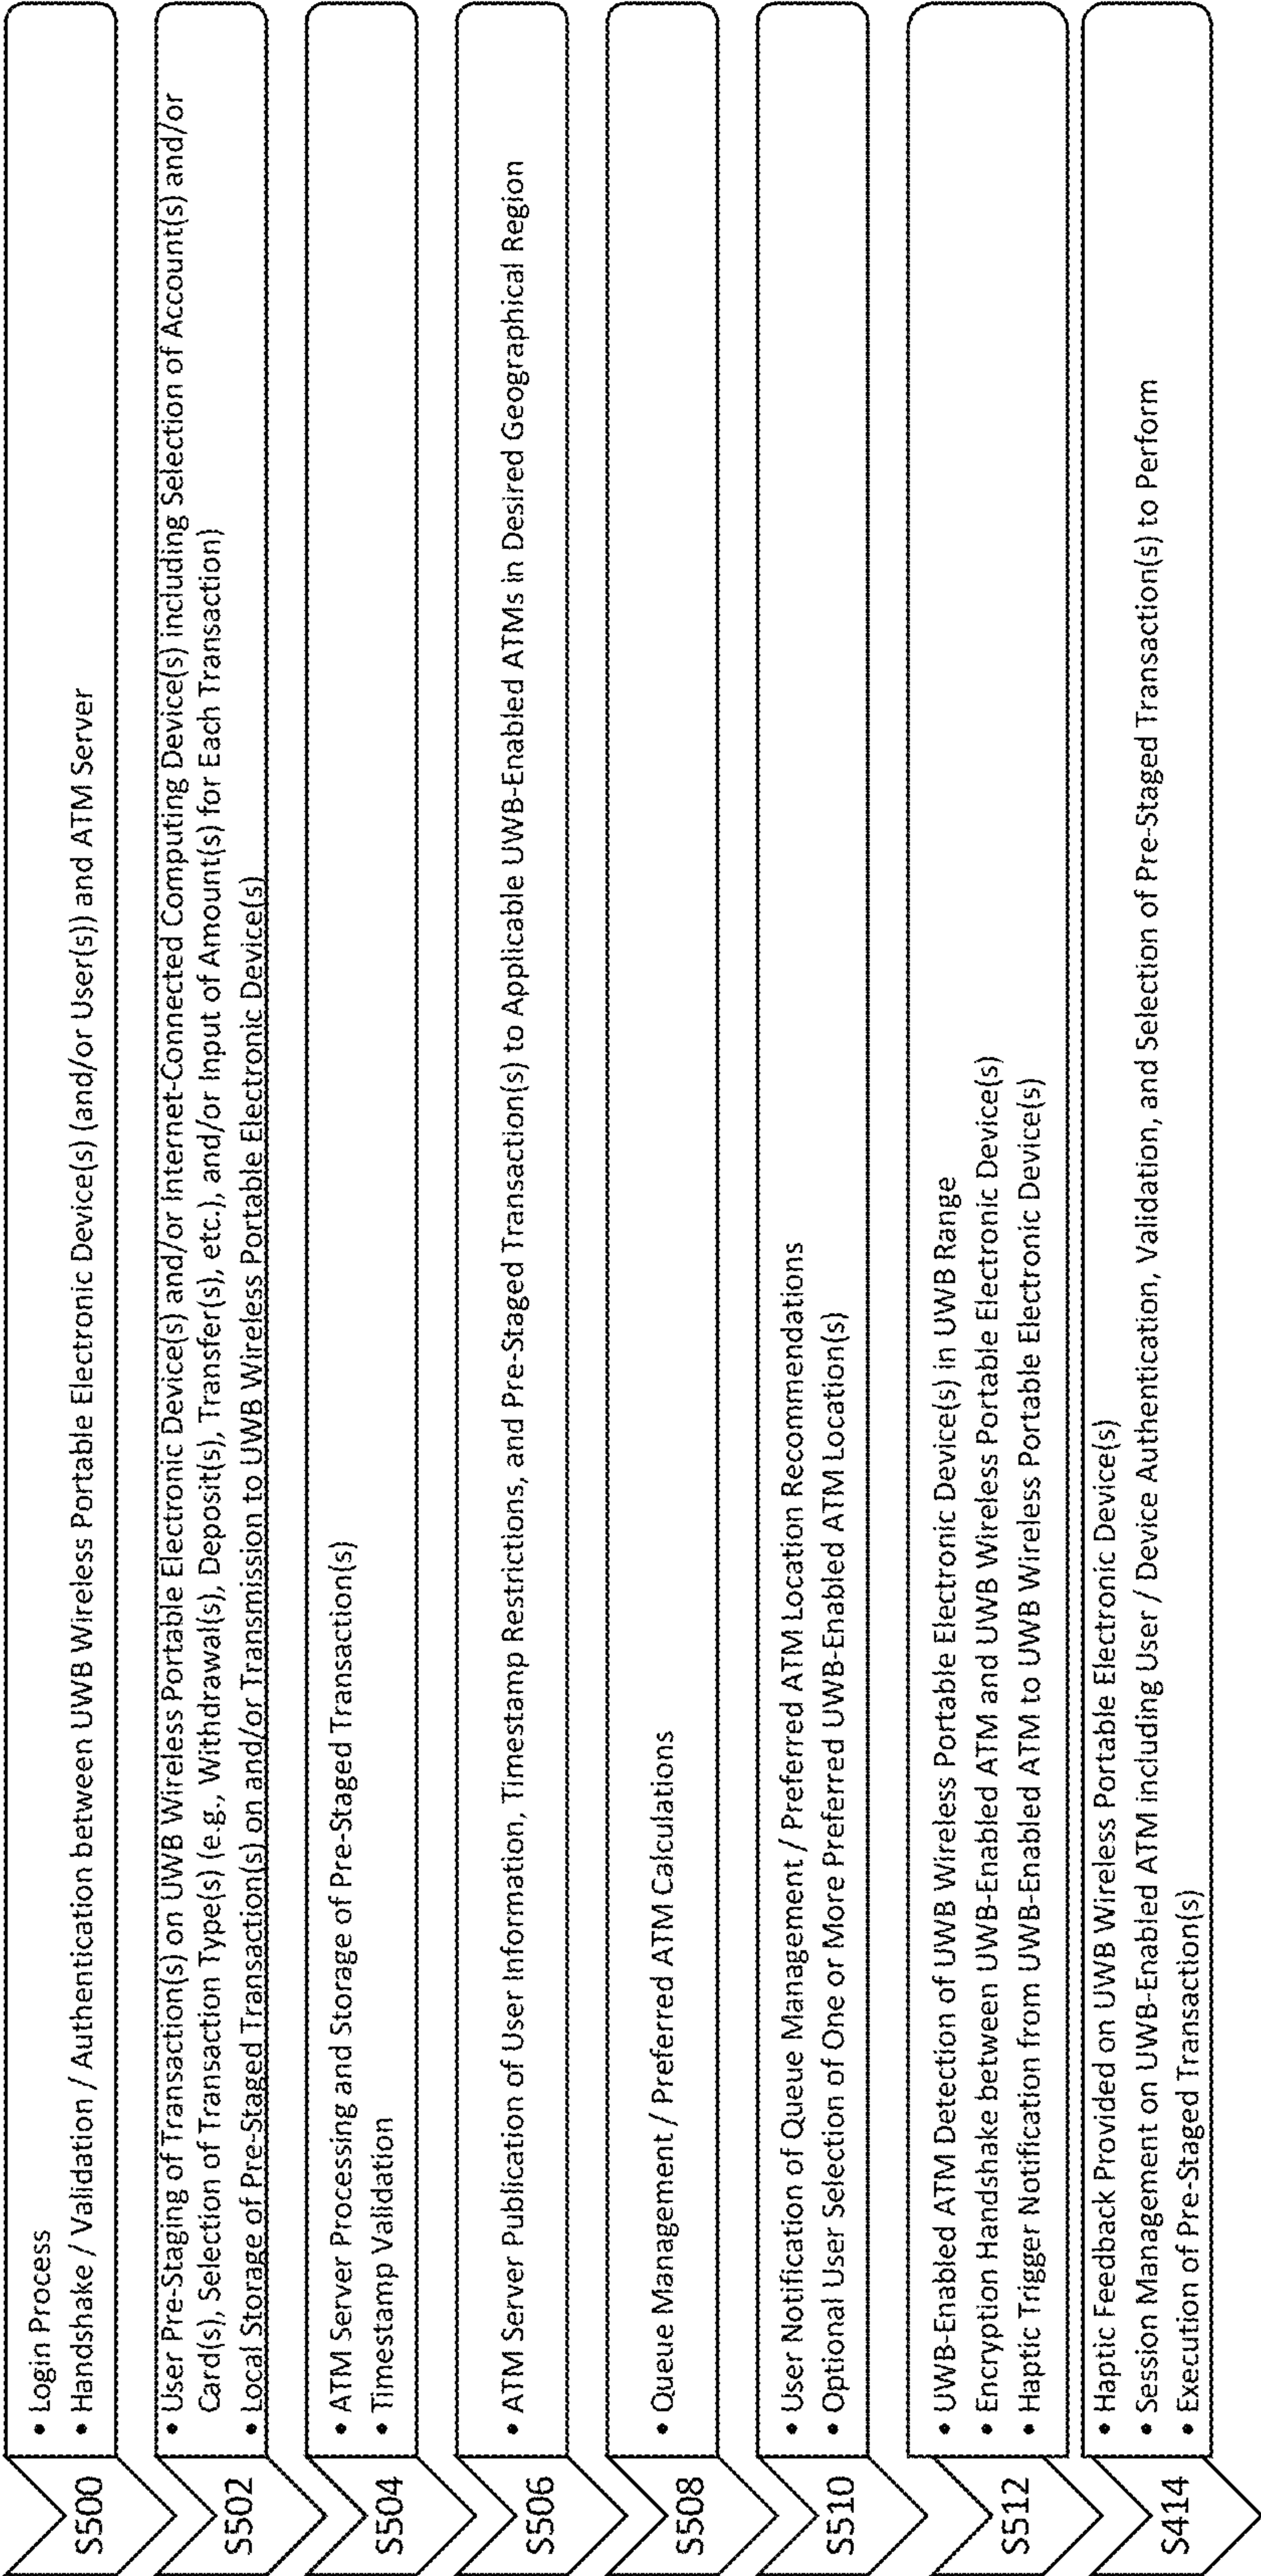 S500
• Login Process
• Handshake / Validation / Authentication between UWB Wireless Portable Electronic Device(s) (and/or User(s)) and ATM Server
S502
• User Pre-Staging of Transaction(s) on UWB Wireless Portable Electronic Device(s) and/or Internet-Connected Computing Device(s) including Selection of Account(s) and/or
Card(s), Selection of Transaction Type(s) (e.g., Withdrawal(s), Deposit(s), Transfer(s), etc.), and/or Input of Amount(s) for Each Transaction)
• Local Storage of Pre-Staged Transaction(s) on and/or Transmission to UWB Wireless Portable Electronic Device(s)
S504
• ATM Server Processing and Storage of Pre-Staged Transaction(s)
• Timestamp Validation
S506
• ATM Server Publication of User Information, Timestamp Restrictions, and Pre-Staged Transaction(s) to Applicable UWB-Enabled ATMs in Desired Geographical Region
S508
• Queue Management / Preferred ATM Calculations
S510
• User Notification of Queue Management / Preferred ATM Location Recommendations
• Optional User Selection of One or More Preferred UWB-Enabled ATM Location(s)
S512
• UWB-Enabled ATM Detection of UWB Wireless Portable Electronic Device(s) in UWB Range
• Encryption Handshake between UWB-Enabled ATM and UWB Wireless Portable Electronic Device(s)
• Haptic Trigger Notification from UWB-Enabled ATM to UWB Wireless Portable Electronic Device(s)
S414
• Haptic Feedback Provided on UWB Wireless Portable Electronic Device(s)
• Session Management on UWB-Enabled ATM including User / Device Authentication, Validation, and Selection of Pre-Staged Transaction(s) to Perform
• Execution of Pre-Staged Transaction(s)